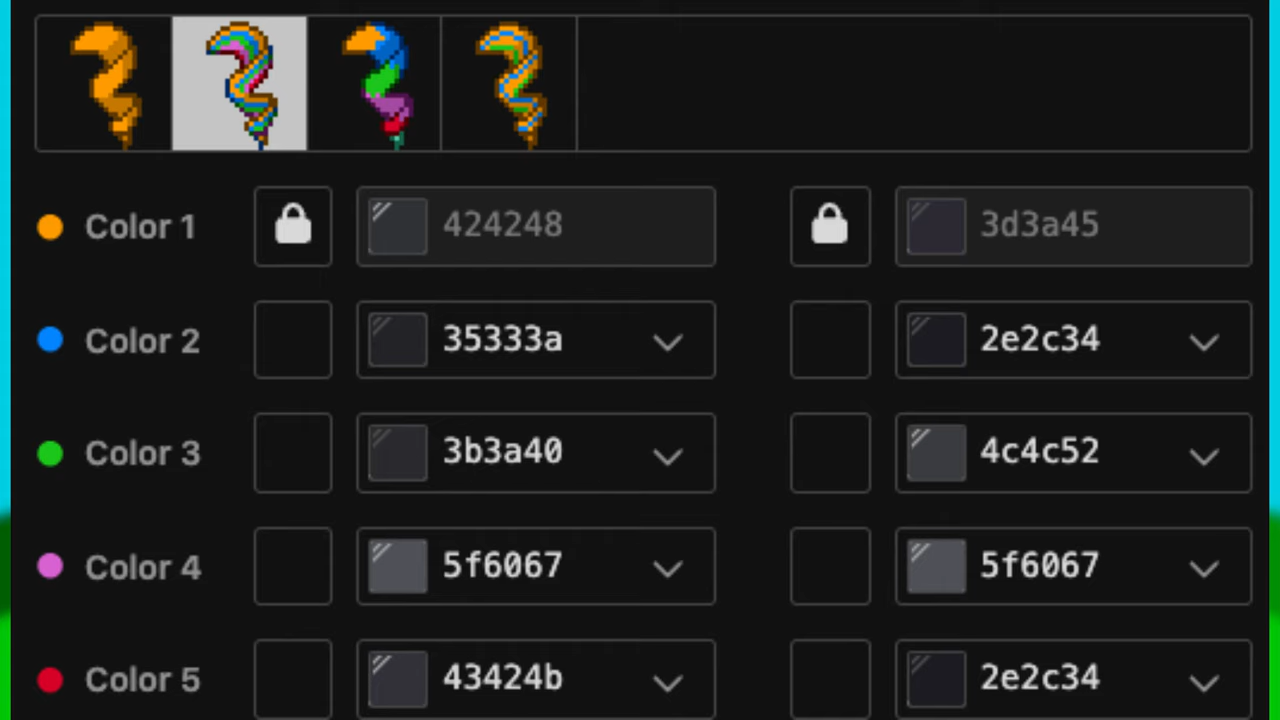 Color 1 424248 3d3a45
Color 2 35333a 2e2c34
Color 3 3b3a40 4c4c52
Color 4 5f6067 5f6067
Color 5 43424b 2e2c34